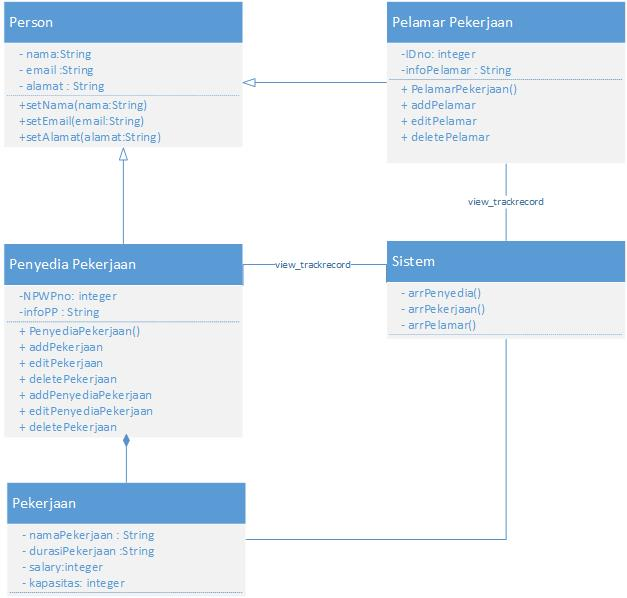 Person
- nama:String
- email :String
- alamat : String
+setNama(nama:String)
+setEmail(email:String)
+setAlamat(alamat:String)
Pelamar Pekerjaan
-IDno: integer
-infoPelamar : String
+ PelamarPekerjaan()
+ addPelamar
+ editPelamar
+ deletePelamar
view_trackrecord
Penyedia Pekerjaan
-NPWPno: integer
-infoPP : String
+ PenyediaPekerjaan()
+ addPekerjaan
+ editPekerjaan
+ deletePekerjaan
+ addPenyediaPekerjaan
+ editPenyediaPekerjaan
+ deletePekerjaan
view_trackrecord
Sistem
- arrPenyedia()
- arrPekerjaan()
- arrPelamar()
Pekerjaan
- namaPekerjaan : String
- durasiPekerjaan :String
- salary:integer
- kapasitas: integer